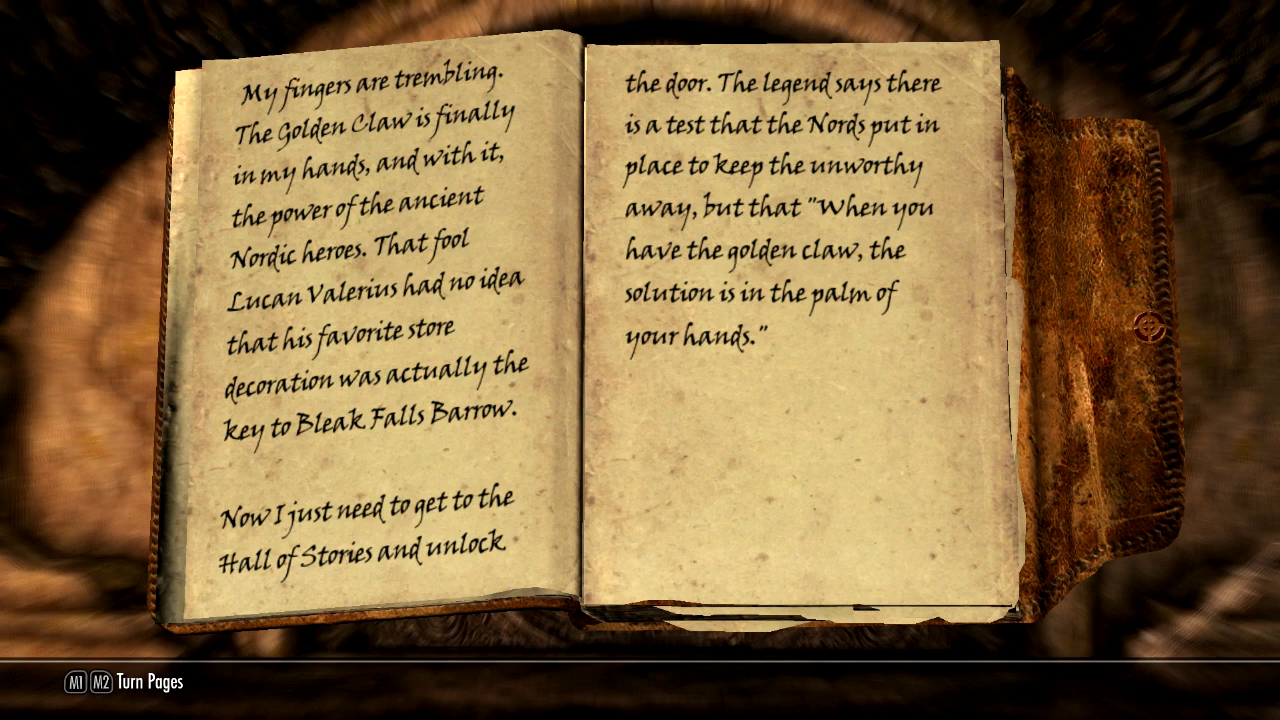 My fingers are trembling.
The Golden Claw is finally
in my hands, and with it,
the power of the ancient
Nordic heroes. That fool
Lucan Valerius had no idea
that his favorite store
decoration was actually the
key to Bleak Falls Barrow.
Now I just need to get to the
Hall of Stories and unlock
the door. The legend says there
is a test that the Nords put in
place to keep the unworthy
away, but that "When you
have the golden claw, the
solution is in the palm of
your hands."
M1 M2 Turn Pages